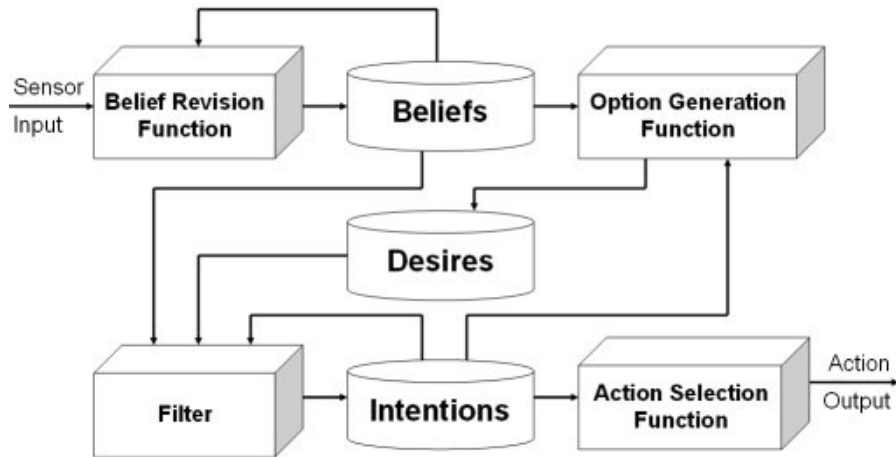 Sensor
Input
Belief Revision
Function
Beliefs
Option Generation
Function
Desires
Filter
Intentions
Action Selection
Function
Action
Output